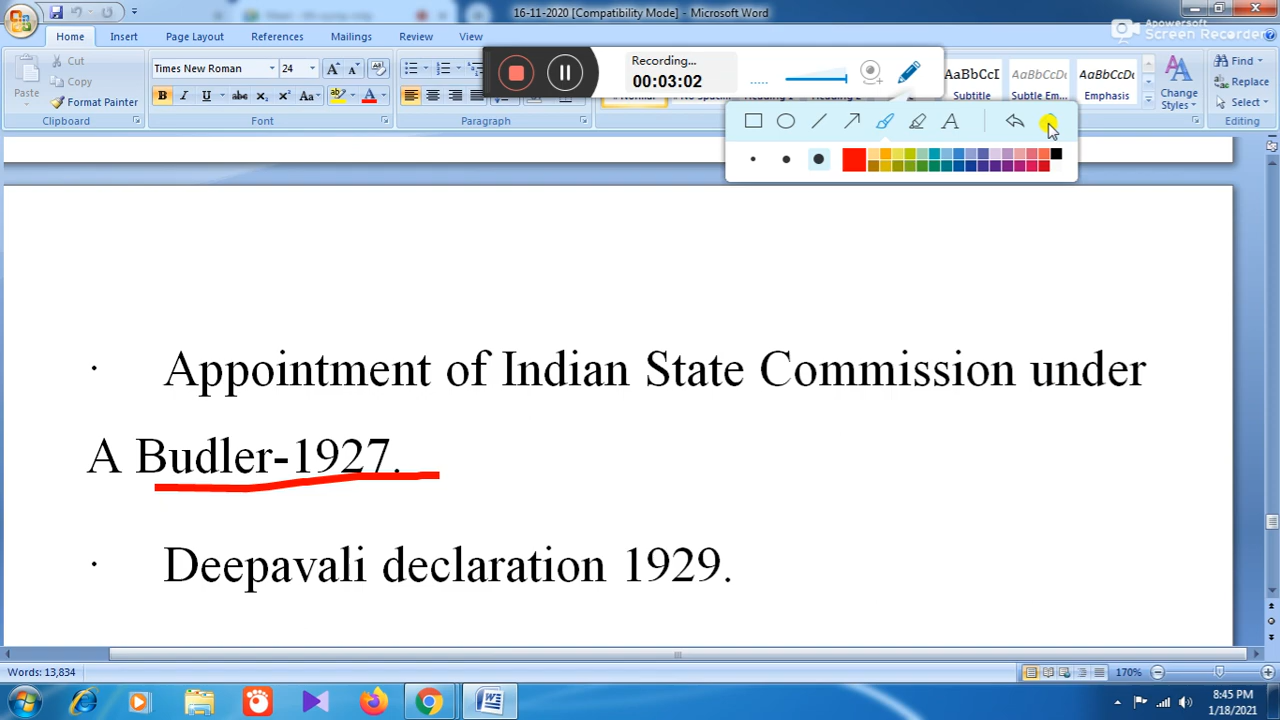 16-11-2020 [Compatibility Mode] - Microsoft Word
Apowersoft
Screen Recorder
Home Insert Page Layout References Mailings Review View
Recording...
00:03:02
Cut
Copy
Format Painter
Paste
Clipboard
Times New Roman 24
Font
Paragraph
AaBbCcI AaBbCcDc AaBbCcDc
Subtitle Subtle Em... Emphasis
Change
Styles
Find
Replace
Select
Editing
· Appointment of Indian State Commission under
A Budler-1927.
· Deepavali declaration 1929.
Words: 13,834
170%
8:45 PM
1/18/2021